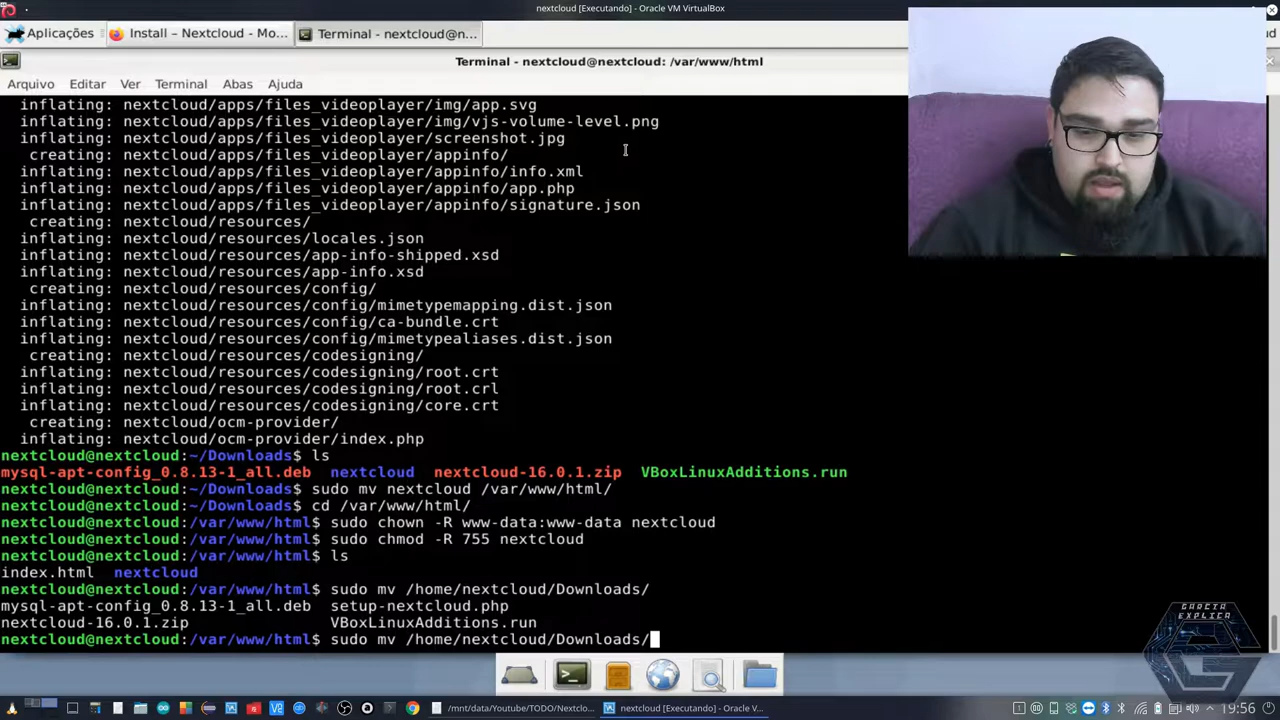 nextcloud [Executando] - Oracle VM VirtualBox
Aplicações
Install – Nextcloud - Mo...
Terminal - nextcloud@n...
Terminal - nextcloud@nextcloud: /var/www/html
Arquivo Editar Ver Terminal Abas Ajuda
inflating: nextcloud/apps/files_videoplayer/img/app.svg
inflating: nextcloud/apps/files_videoplayer/img/vjs-volume-level.png
inflating: nextcloud/apps/files_videoplayer/screenshot.jpg
creating: nextcloud/apps/files_videoplayer/appinfo/
inflating: nextcloud/apps/files_videoplayer/appinfo/info.xml
inflating: nextcloud/apps/files_videoplayer/appinfo/app.php
inflating: nextcloud/apps/files_videoplayer/appinfo/signature.json
creating: nextcloud/resources/
inflating: nextcloud/resources/locales.json
inflating: nextcloud/resources/app-info-shipped.xsd
inflating: nextcloud/resources/app-info.xsd
creating: nextcloud/resources/config/
inflating: nextcloud/resources/config/mimetypemapping.dist.json
inflating: nextcloud/resources/config/ca-bundle.crt
inflating: nextcloud/resources/config/mimetypealiases.dist.json
creating: nextcloud/resources/codesigning/
inflating: nextcloud/resources/codesigning/root.crt
inflating: nextcloud/resources/codesigning/root.crl
inflating: nextcloud/resources/codesigning/core.crt
creating: nextcloud/ocm-provider/
inflating: nextcloud/ocm-provider/index.php
nextcloud@nextcloud:~/Downloads$ ls
mysql-apt-config_0.8.13-1_all.deb nextcloud nextcloud-16.0.1.zip VBoxLinuxAdditions.run
nextcloud@nextcloud:~/Downloads$ sudo mv nextcloud /var/www/html/
nextcloud@nextcloud:~/Downloads$ cd /var/www/html/
nextcloud@nextcloud:/var/www/html$ sudo chown -R www-data:www-data nextcloud
nextcloud@nextcloud:/var/www/html$ sudo chmod -R 755 nextcloud
nextcloud@nextcloud:/var/www/html$ ls
index.html nextcloud
nextcloud@nextcloud:/var/www/html$ sudo mv /home/nextcloud/Downloads/
mysql-apt-config_0.8.13-1_all.deb setup-nextcloud.php
nextcloud-16.0.1.zip VBoxLinuxAdditions.run
nextcloud@nextcloud:/var/www/html$ sudo mv /home/nextcloud/Downloads/
GARCIA
EXPLICA
/mnt/data/Youtube/TODO/Nextclo...
nextcloud [Executando] - Oracle V...
19:56